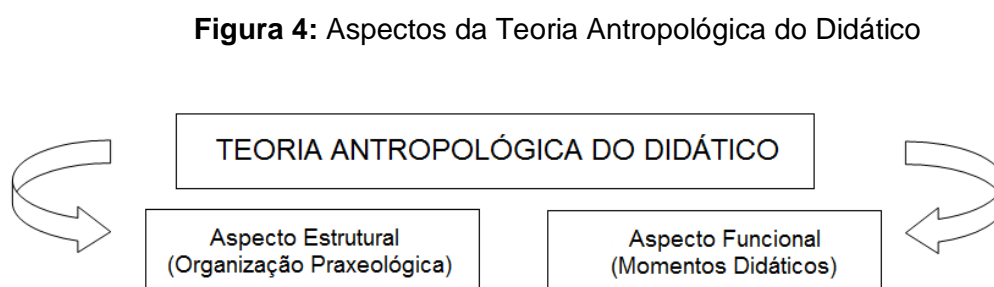 Figura 4: Aspectos da Teoria Antropológica do Didático
TEORIA ANTROPOLÓGICA DO DIDÁTICO
Aspecto Estrutural
(Organização Praxeológica)
Aspecto Funcional
(Momentos Didáticos)